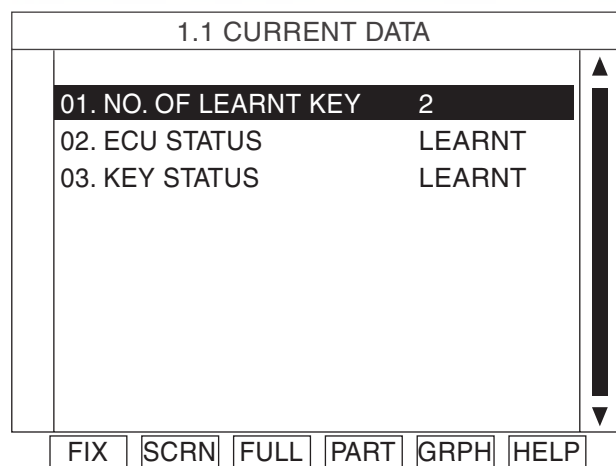 1.1 CURRENT DATA
01. NO. OF LEARNT KEY 2
02. ECU STATUS LEARNT
03. KEY STATUS LEARNT
FIX SCRN FULL PART GRPH HELP